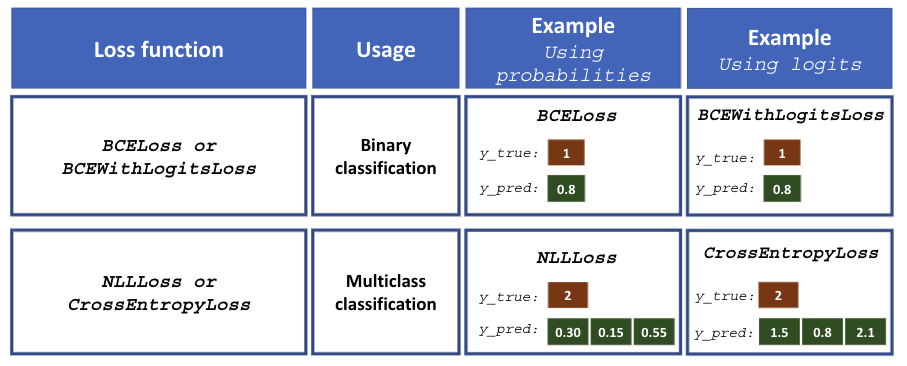 Loss function
Usage
Example
Using
probabilities
Example
Using logits
BCELoss or
BCEWithLogitsLoss
Binary
classification
BCELoss
y_true: 1
y_pred: 0.8
BCEWithLogitsLoss
y_true: 1
y_pred: 0.8
NLLLoss or
CrossEntropyLoss
Multiclass
classification
NLLLoss
y_true: 2
y_pred: 0.30 0.15 0.55
CrossEntropyLoss
y_true: 2
y_pred: 1.5 0.8 2.1